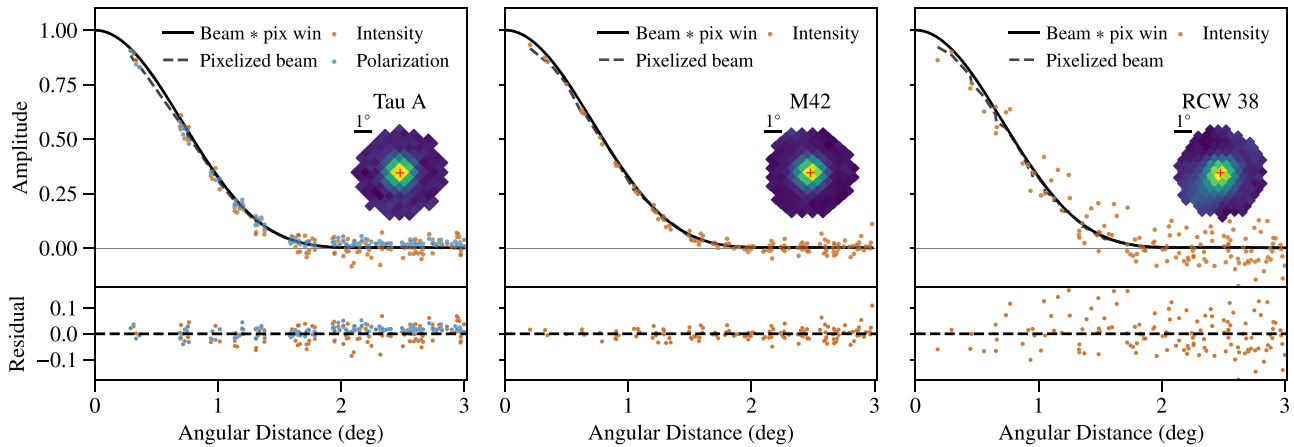 Amplitude
1.00
0.75
0.50
0.25
0.00
Beam ∗ pix win
Intensity
Pixelized beam
Polarization
Tau A
1°
Beam ∗ pix win
Intensity
Pixelized beam
M42
1°
Beam ∗ pix win
Intensity
Pixelized beam
RCW 38
1°
Residual
0.1
0.0
−0.1
0 1 2 3
Angular Distance (deg)
0 1 2 3
Angular Distance (deg)
0 1 2 3
Angular Distance (deg)